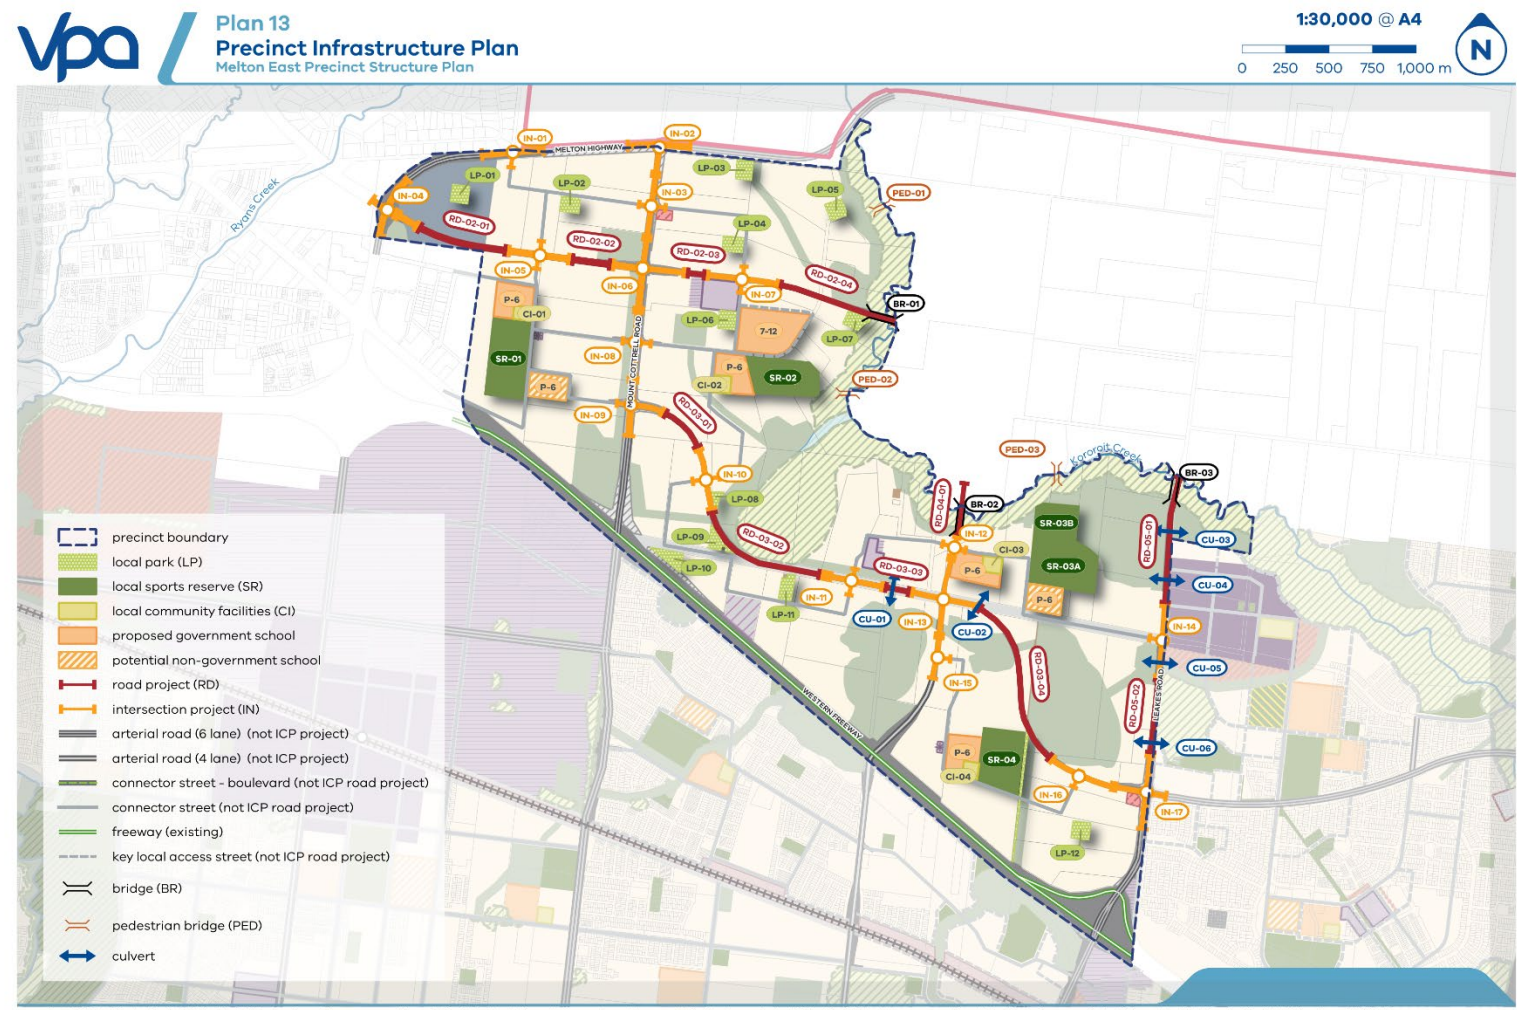 vpa
Plan 13
Precinct Infrastructure Plan
Melton East Precinct Structure Plan
1:30,000 @ A4
0 250 500 750 1,000 m
N
IN-01
IN-02
MELTON HIGHWAY
LP-01
LP-02
LP-03
LP-05
PED-01
IN-04
IN-03
Ryans Creek
RD-02-01
LP-04
RD-02-02
RD-02-03
IN-05
RD-02-04
IN-06
IN-07
BR-01
P-6
CI-01
LP-06
7-12
LP-07
MOUNT COTTRELL ROAD
SR-01
IN-08
P-6
SR-02
PED-02
P-6
CI-02
IN-09
RD-03-01
PED-03
Kororoit Creek
IN-10
BR-03
LP-08
RD-04-01
BR-02
SR-03B
LP-09
RD-03-02
IN-12
RD-05-01
CU-03
CI-03
LP-10
RD-03-03
P-6
SR-03A
CU-04
IN-11
P-6
LP-11
CU-01
IN-13
CU-02
IN-14
RD-03-04
CU-05
IN-15
LEAKES ROAD
RD-05-02
WESTERN FREEWAY
CU-06
P-6
SR-04
CI-04
IN-16
IN-17
LP-12
precinct boundary
local park (LP)
local sports reserve (SR)
local community facilities (CI)
proposed government school
potential non-government school
road project (RD)
intersection project (IN)
arterial road (6 lane) (not ICP project)
arterial road (4 lane) (not ICP project)
connector street - boulevard (not ICP road project)
connector street (not ICP road project)
freeway (existing)
key local access street (not ICP road project)
bridge (BR)
pedestrian bridge (PED)
culvert